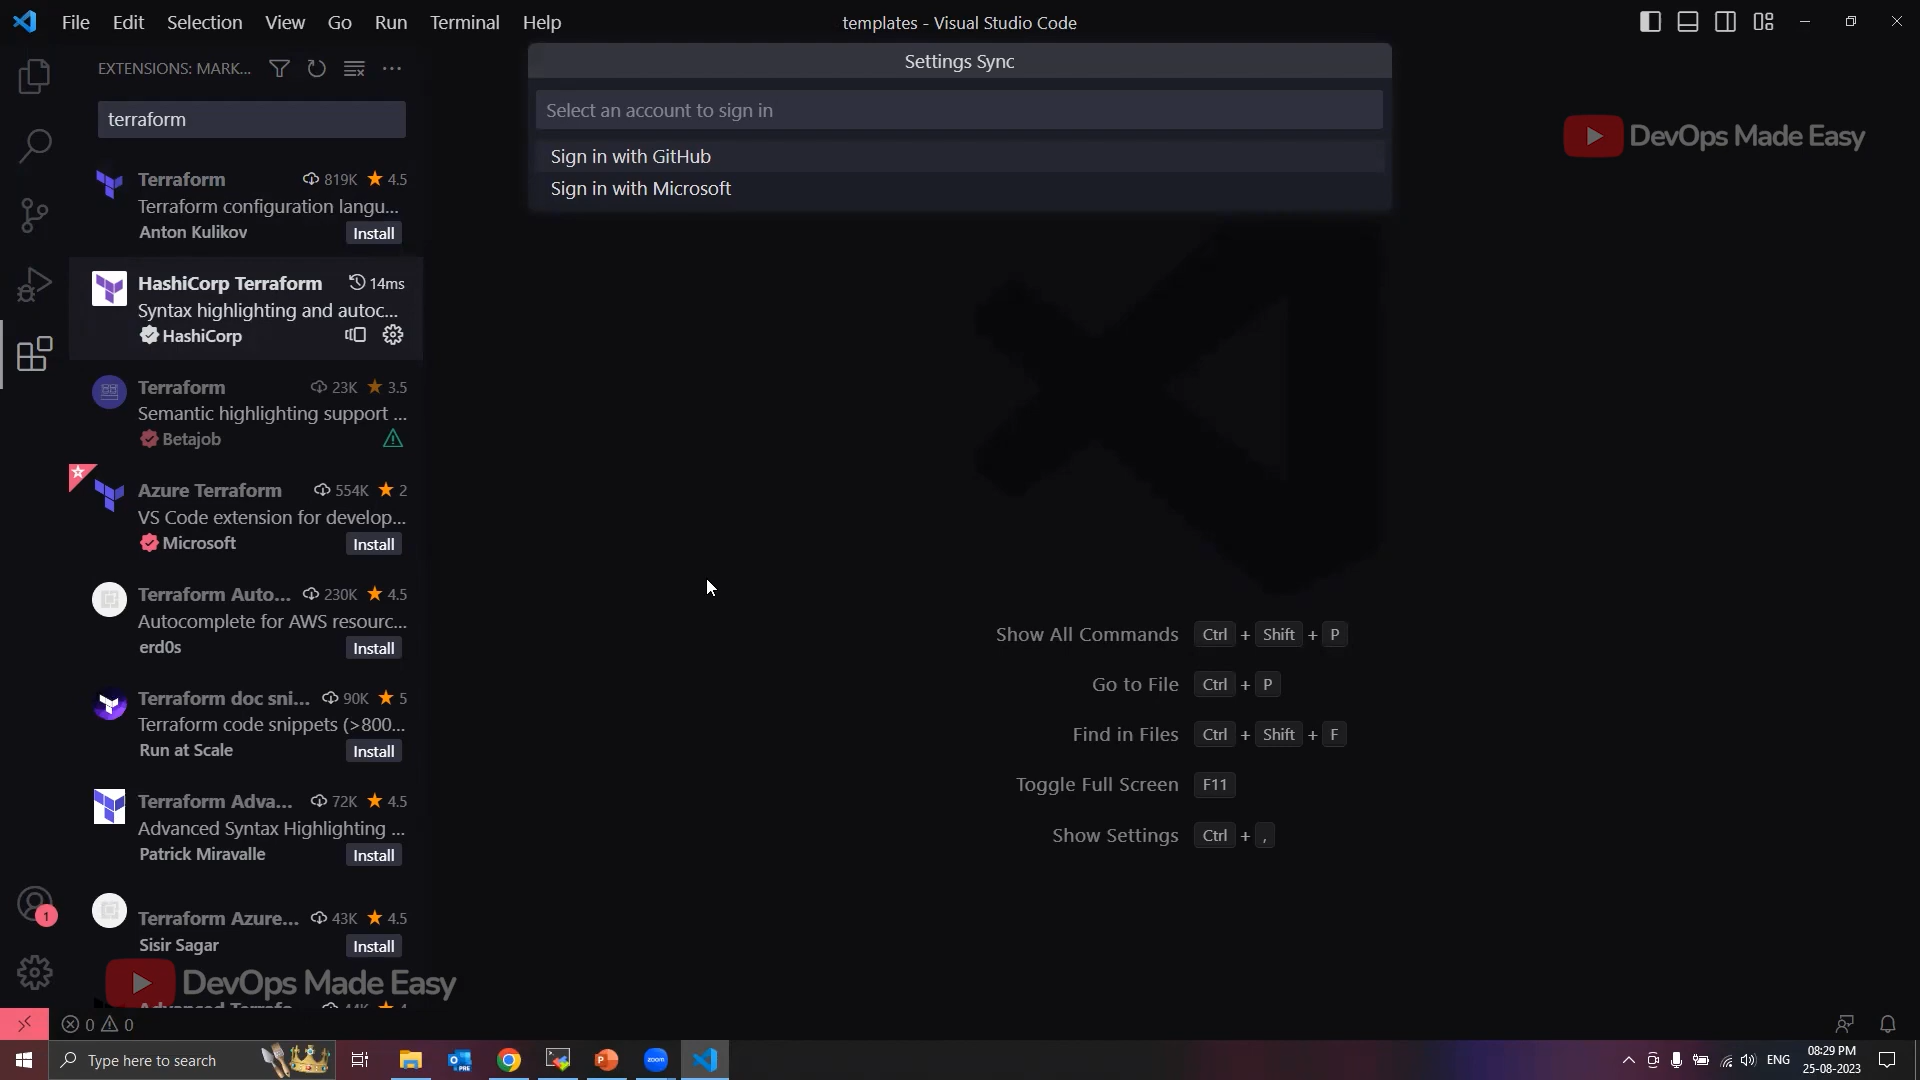 File Edit Selection View Go Run Terminal Help
templates - Visual Studio Code
EXTENSIONS: MARK...
terraform
Terraform 819K 4.5
Terraform configuration langu...
Anton Kulikov Install
HashiCorp Terraform 14ms
Syntax highlighting and autoc...
HashiCorp
Terraform 23K 3.5
Semantic highlighting support ...
Betajob
Azure Terraform 554K 2
VS Code extension for develop...
Microsoft Install
Terraform Auto... 230K 4.5
Autocomplete for AWS resourc...
erd0s Install
Terraform doc sni... 90K 5
Terraform code snippets (>800...
Run at Scale Install
Terraform Adva... 72K 4.5
Advanced Syntax Highlighting ...
Patrick Miravalle Install
Terraform Azure... 43K 4.5
Sisir Sagar Install
DevOps Made Easy
1
Settings Sync
Select an account to sign in
Sign in with GitHub
Sign in with Microsoft
DevOps Made Easy
Show All Commands Ctrl + Shift + P
Go to File Ctrl + P
Find in Files Ctrl + Shift + F
Toggle Full Screen F11
Show Settings Ctrl + ,
0 0
Type here to search
PRE
zoom
ENG
08:29 PM
25-08-2023